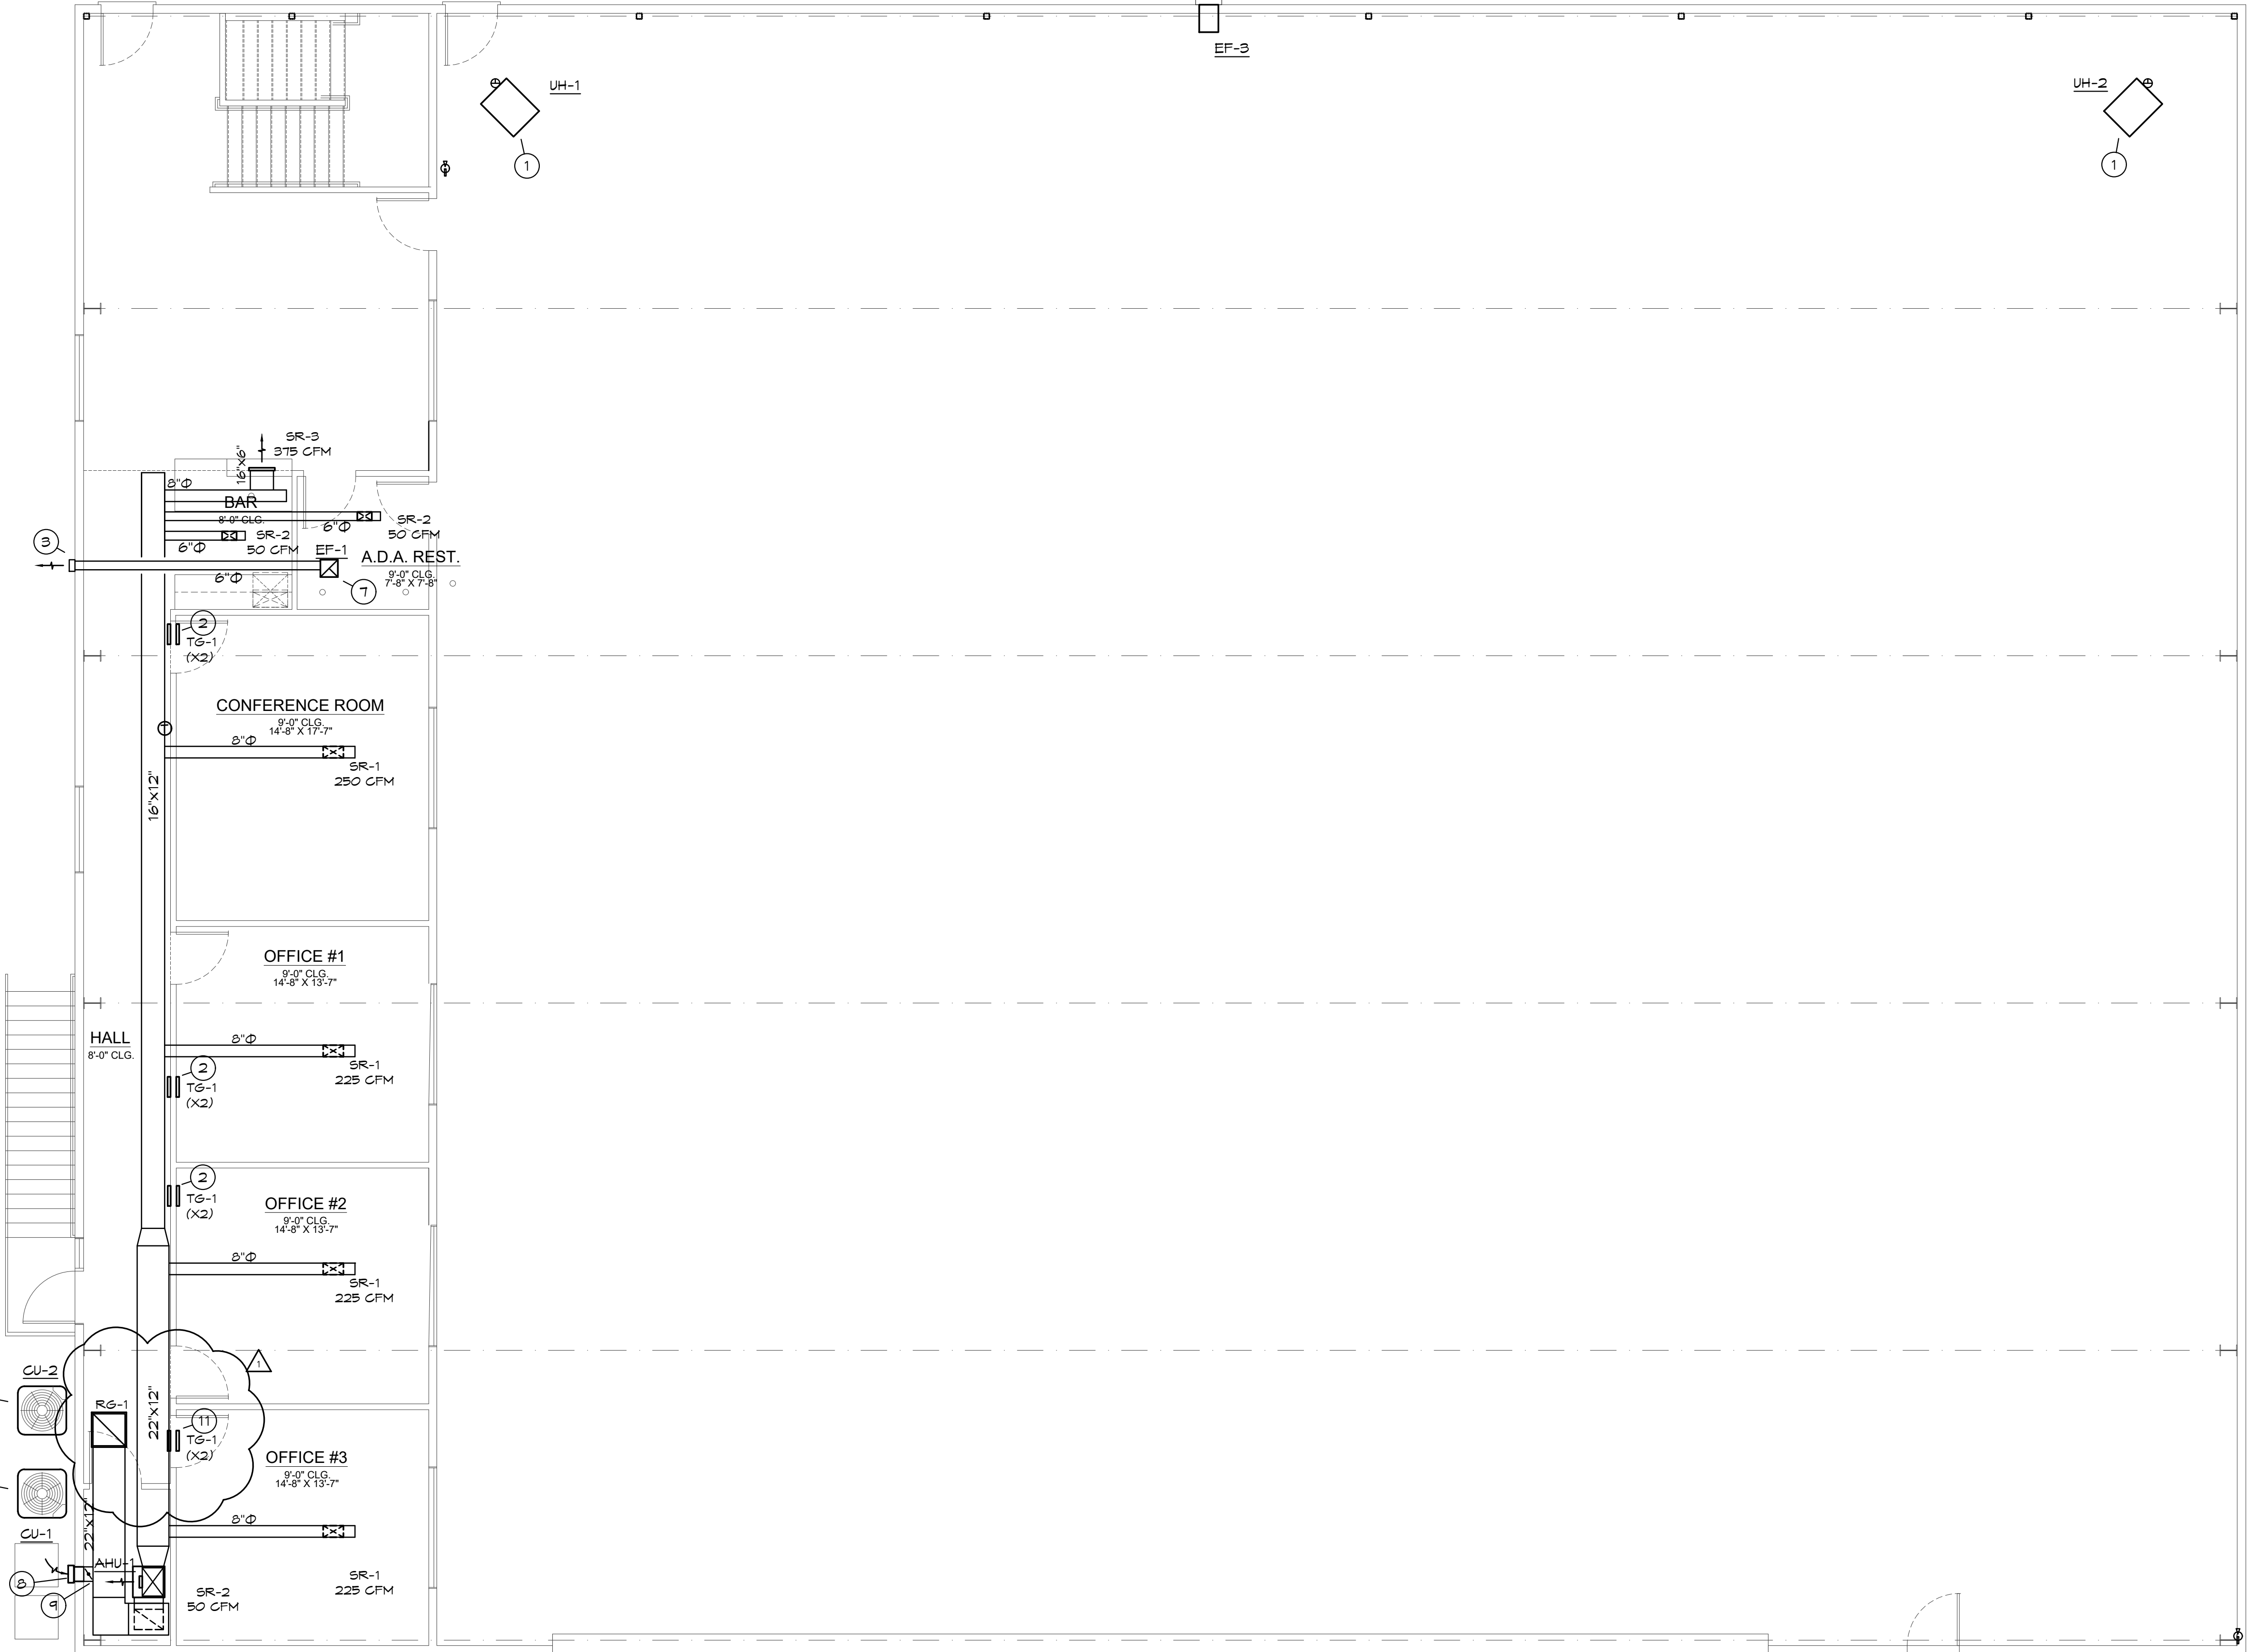 EF-3
UH-1
UH-2
1
1
SR-3
375 CFM
16"x6"
8"Φ
BAR
8'-0" CLG.
6"Φ
SR-2
50 CFM
SR-2
50 CFM
6"Φ
3
EF-1
A.D.A. REST.
9'-0" CLG.
7'-8" X 7'-8"
6"Φ
7
2
TG-1
(X2)
CONFERENCE ROOM
9'-0" CLG.
14'-8" X 17'-7"
8"Φ
SR-1
250 CFM
16"x12"
OFFICE #1
9'-0" CLG.
14'-8" X 13'-7"
HALL
8'-0" CLG.
8"Φ
SR-1
225 CFM
2
TG-1
(X2)
2
TG-1
(X2)
OFFICE #2
9'-0" CLG.
14'-8" X 13'-7"
8"Φ
SR-1
225 CFM
1
CU-2
RG-1
22"x12"
11
TG-1
(X2)
OFFICE #3
9'-0" CLG.
14'-8" X 13'-7"
8"Φ
22"x12"
CU-1
AHU-1
8
9
SR-2
50 CFM
SR-1
225 CFM